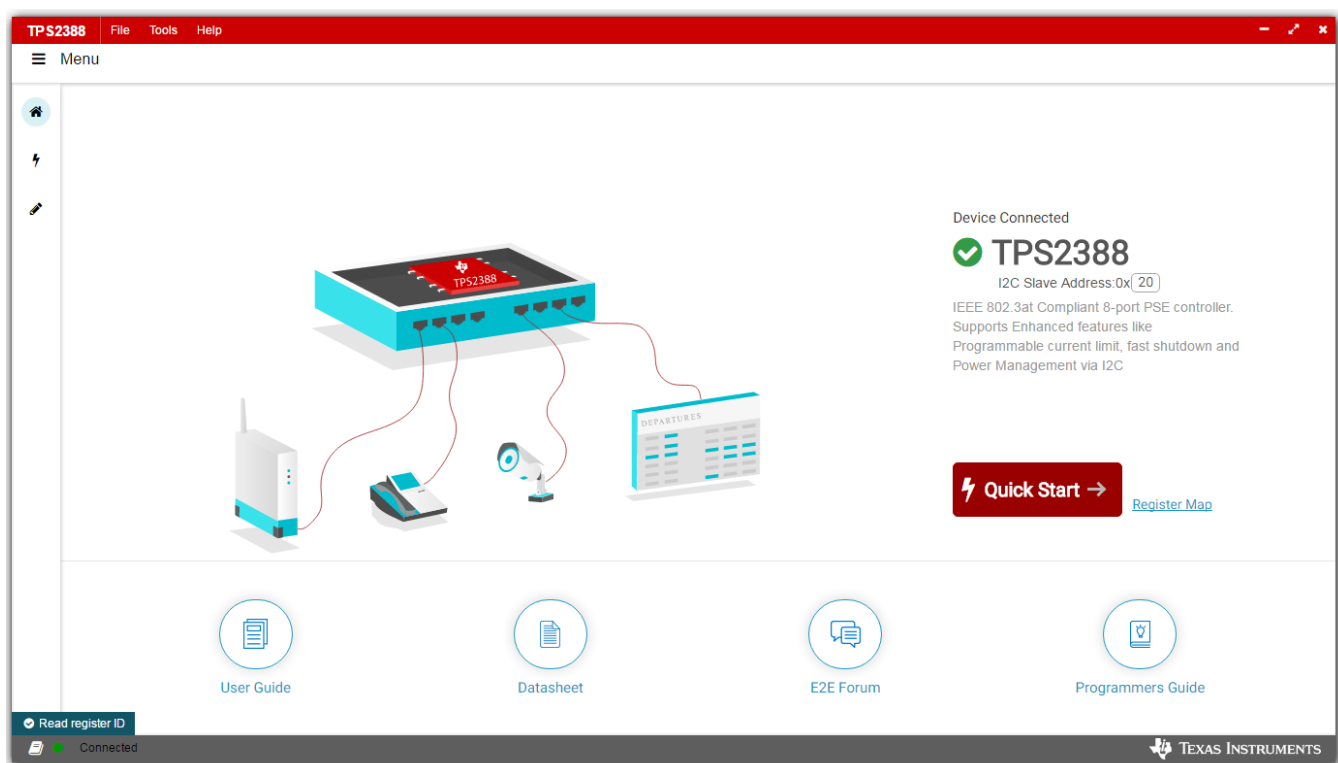 TPS2388 File Tools Help
Menu
Device Connected
TPS2388
I2C Slave Address:0x 20
IEEE 802.3at Compliant 8-port PSE controller.
Supports Enhanced features like
Programmable current limit, fast shutdown and
Power Management via I2C
TPS2388
DEPARTURES
Quick Start →
Register Map
User Guide
Datasheet
E2E Forum
Programmers Guide
Read register ID
Connected
TEXAS INSTRUMENTS